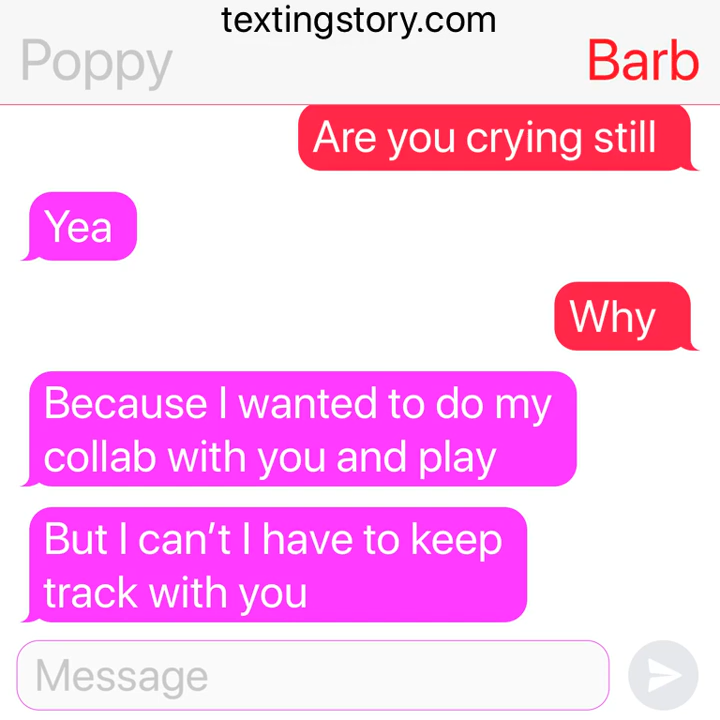 textingstory.com
Poppy
Barb
Are you crying still
Yea
Why
Because I wanted to do my
collab with you and play
But I can’t I have to keep
track with you
Message